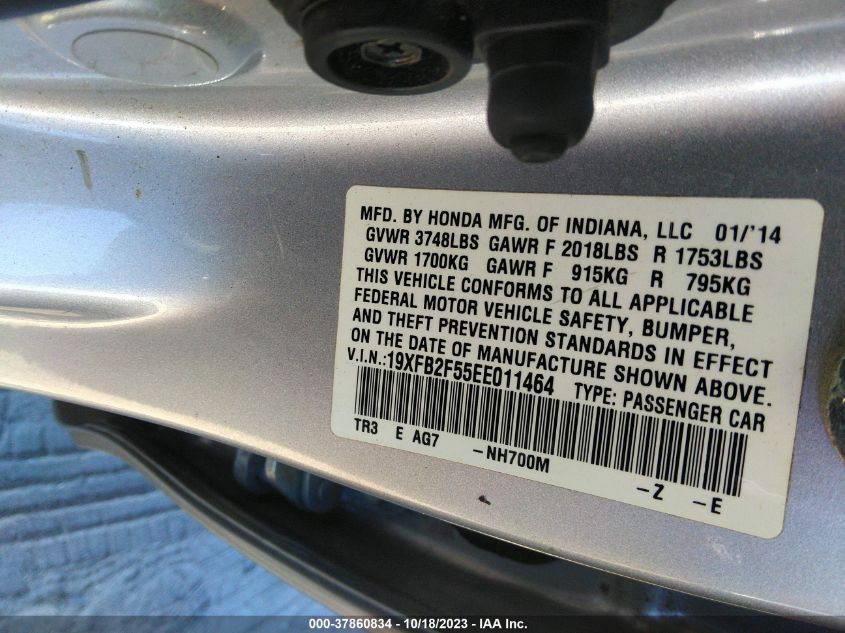 MFD. BY HONDA MFG. OF INDIANA, LLC 01/'14
GVWR 3748LBS GAWR F 2018LBS R 1753LBS
GVWR 1700KG GAWR F 915KG R 795KG
THIS VEHICLE CONFORMS TO ALL APPLICABLE
FEDERAL MOTOR VEHICLE SAFETY, BUMPER,
AND THEFT PREVENTION STANDARDS IN EFFECT
ON THE DATE OF MANUFACTURE SHOWN ABOVE.
V.I.N.:19XFB2F55EE011464 TYPE: PASSENGER CAR
TR3 E AG7 -NH700M -Z -E
000-37860834 - 10/18/2023 - IAA Inc.